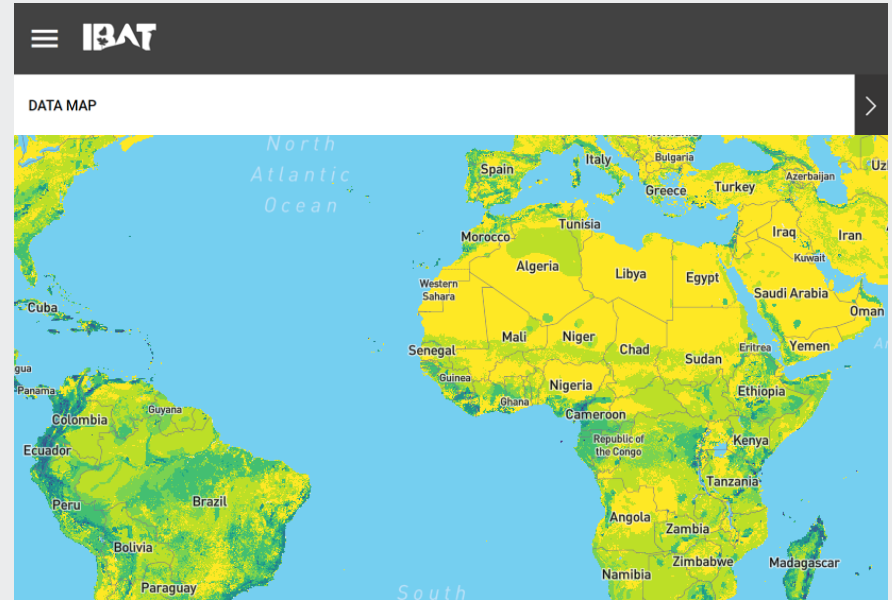 IBAT
DATA MAP
North
Atlantic
Ocean
Spain
Italy
Bulgaria
Greece
Turkey
Azerbaijan
Tunisia
Morocco
Algeria
Libya
Egypt
Iraq
Iran
Kuwait
Western
Sahara
Saudi Arabia
Oman
Cuba
Mali
Niger
Chad
Sudan
Eritrea
Yemen
Senegal
gua
Guinea
Nigeria
Ethiopia
Panama
Ghana
Guyana
Colombia
Cameroon
Republic of
the Congo
Kenya
Ecuador
Tanzania
Peru
Brazil
Angola
Zambia
Bolivia
Zimbabwe
Madagascar
Namibia
Paraguay
South